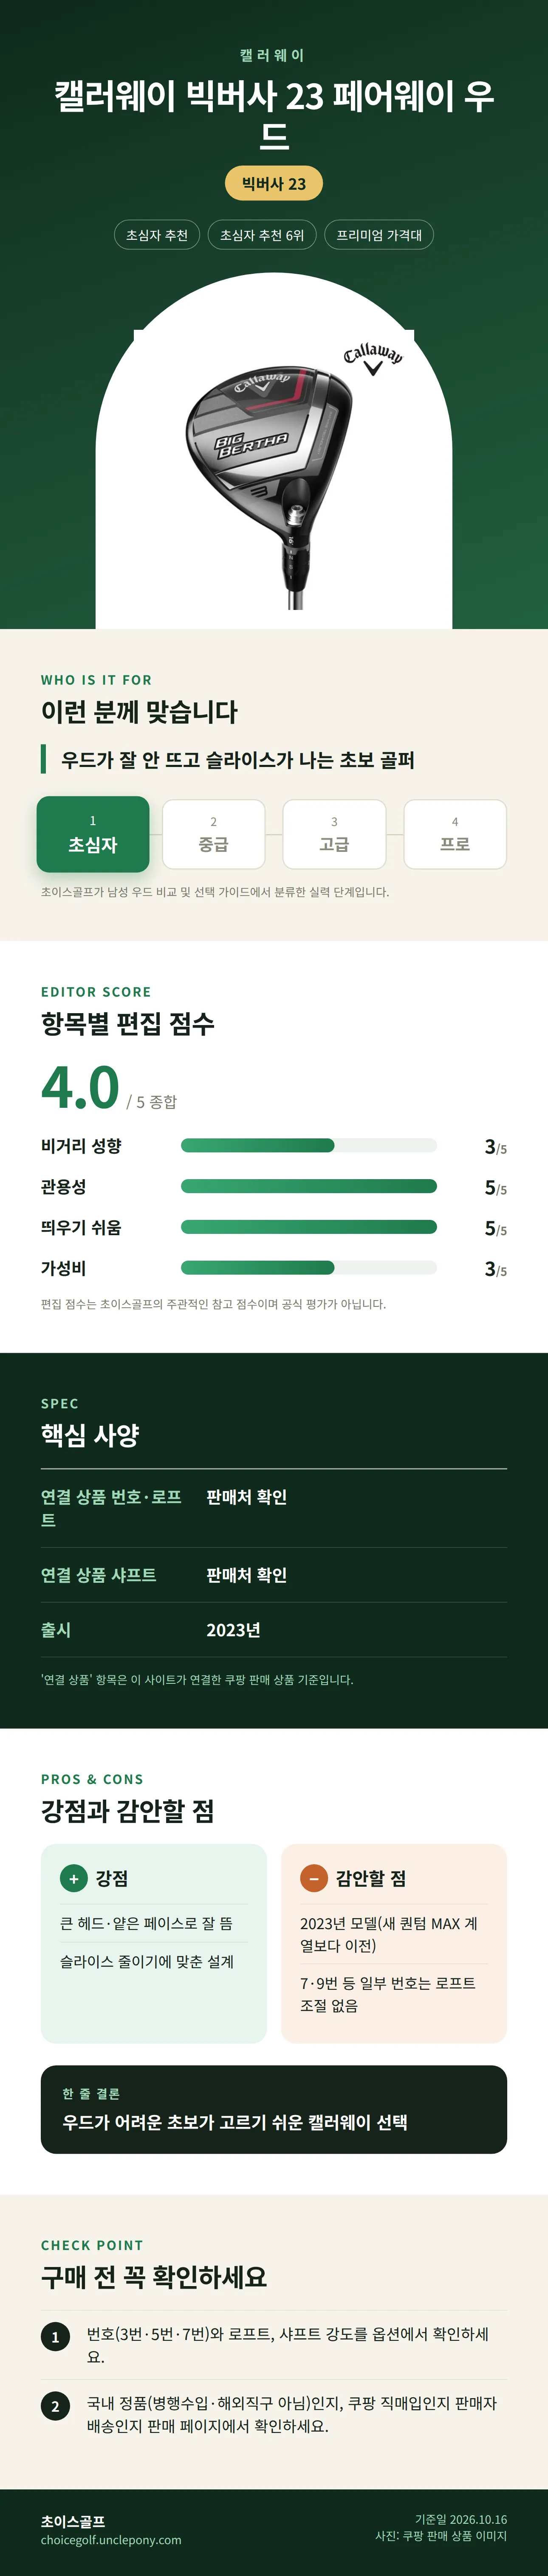 캘러웨이
캘러웨이 빅버사 23 페어웨이 우
드
빅버사 23
초심자 추천
초심자 추천 6위
프리미엄 가격대
Callaway
Callaway
BIG
BERTHA
3
WHO IS IT FOR
이런 분께 맞습니다
우드가 잘 안 뜨고 슬라이스가 나는 초보 골퍼
1
초심자
2
중급
3
고급
4
프로
초이스골프가 남성 우드 비교 및 선택 가이드에서 분류한 실력 단계입니다.
EDITOR SCORE
항목별 편집 점수
4.0 / 5 종합
비거리 성향 3/5
관용성 5/5
띄우기 쉬움 5/5
가성비 3/5
편집 점수는 초이스골프의 주관적인 참고 점수이며 공식 평가가 아닙니다.
SPEC
핵심 사양
연결 상품 번호·로프 판매처 확인
트
연결 상품 샤프트 판매처 확인
출시 2023년
'연결 상품' 항목은 이 사이트가 연결한 쿠팡 판매 상품 기준입니다.
PROS & CONS
강점과 감안할 점
+ 강점
큰 헤드·얕은 페이스로 잘 뜸
슬라이스 줄이기에 맞춘 설계
− 감안할 점
2023년 모델(새 퀀텀 MAX 계
열보다 이전)
7·9번 등 일부 번호는 로프트
조절 없음
한 줄 결론
우드가 어려운 초보가 고르기 쉬운 캘러웨이 선택
CHECK POINT
구매 전 꼭 확인하세요
1 번호(3번·5번·7번)와 로프트, 샤프트 강도를 옵션에서 확인하세
요.
2 국내 정품(병행수입·해외직구 아님)인지, 쿠팡 직매입인지 판매자
배송인지 판매 페이지에서 확인하세요.
초이스골프
choicegolf.unclepony.com
기준일 2026.10.16
사진: 쿠팡 판매 상품 이미지